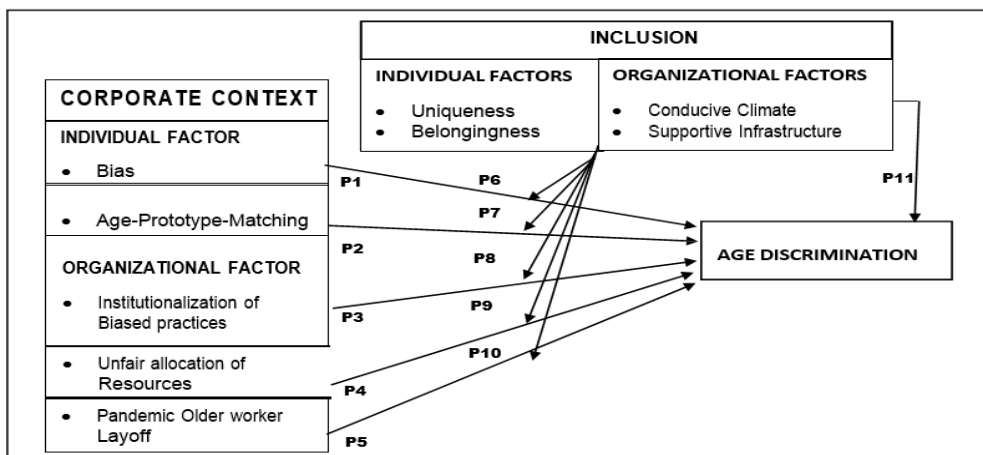 INCLUSION
INDIVIDUAL FACTORS
• Uniqueness
• Belongingness
ORGANIZATIONAL FACTORS
• Conducive Climate
• Supportive Infrastructure
CORPORATE CONTEXT
INDIVIDUAL FACTOR
• Bias
• Age-Prototype-Matching
ORGANIZATIONAL FACTOR
• Institutionalization of
Biased practices
• Unfair allocation of
Resources
• Pandemic Older worker
Layoff
P1
P2
P3
P4
P5
P6
P7
P8
P9
P10
P11
AGE DISCRIMINATION